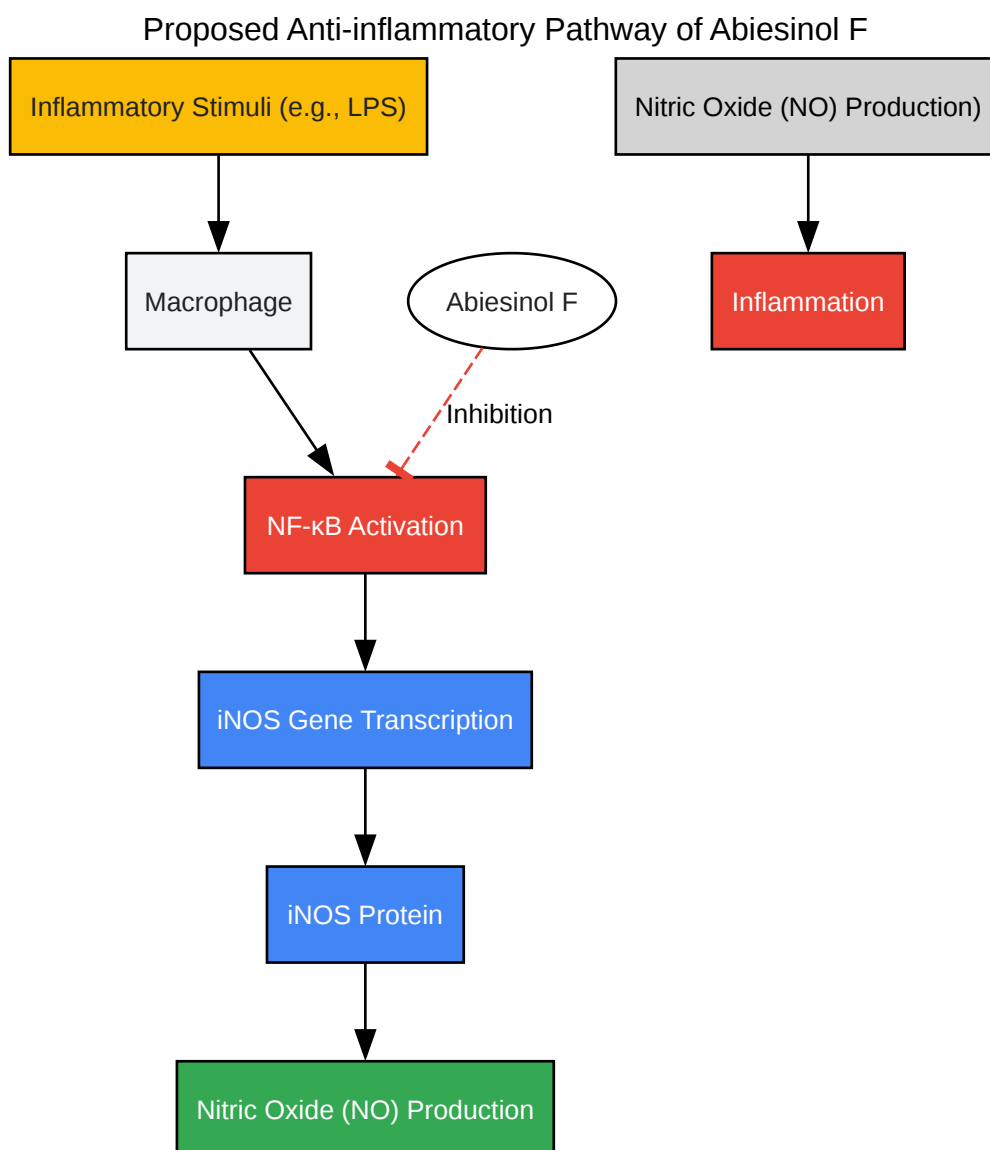 Proposed Anti-inflammatory Pathway of Abiesinol F
Inflammatory Stimuli (e.g., LPS)
Nitric Oxide (NO) Production)
Macrophage
Abiesinol F
Inflammation
Inhibition
NF-κB Activation
iNOS Gene Transcription
iNOS Protein
Nitric Oxide (NO) Production